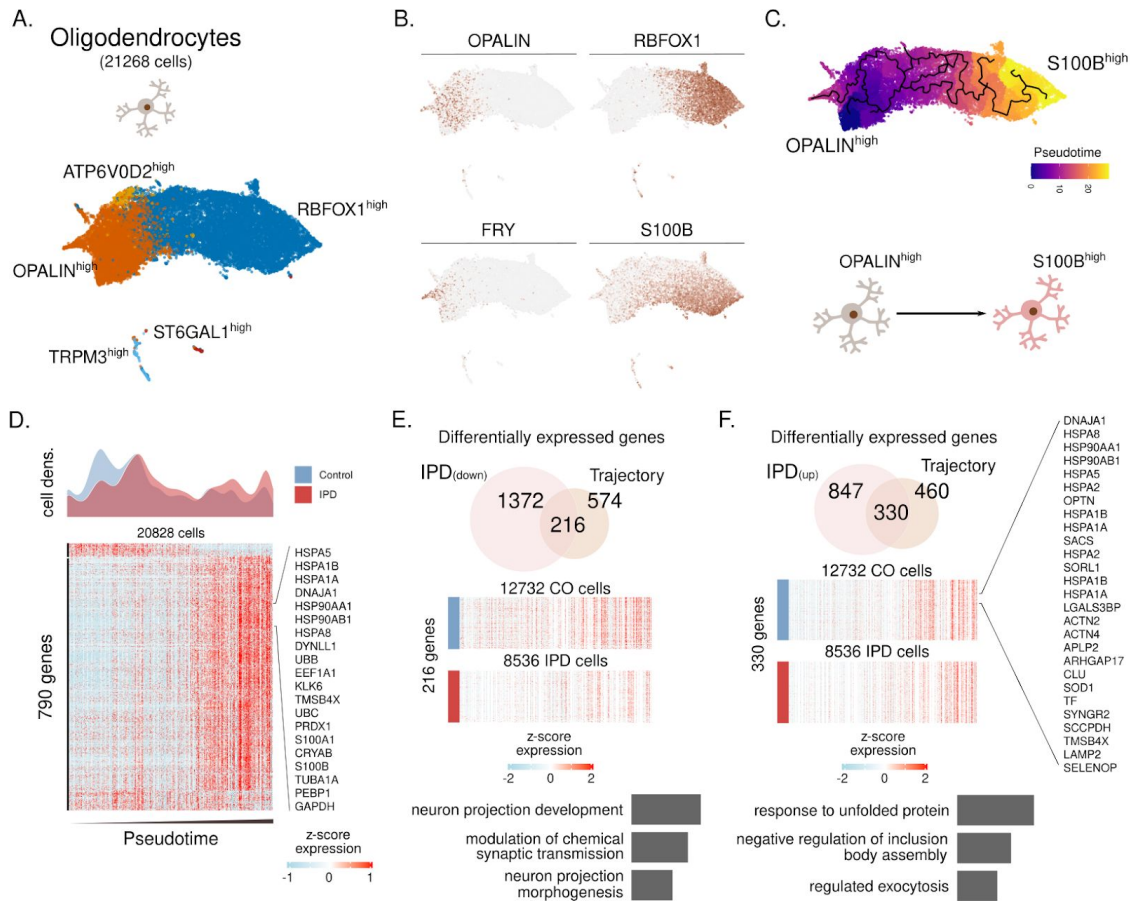 A.
Oligodendrocytes
(21268 cells)
ATP6V0D2high
RBFOX1high
OPALINhigh
ST6GAL1high
TRPM3high
B.
OPALIN
RBFOX1
FRY
S100B
C.
S100Bhigh
OPALINhigh
Pseudotime
0
10
20
OPALINhigh
S100Bhigh
D.
cell dens.
Control
IPD
20828 cells
790 genes
HSPA5
HSPA1B
HSPA1A
DNAJA1
HSP90AA1
HSP90AB1
HSPA8
DYNLL1
UBB
EEF1A1
KLK6
TMSB4X
UBC
PRDX1
S100A1
CRYAB
S100B
TUBA1A
PEBP1
GAPDH
Pseudotime
z-score
expression
-1 0 1
E.
Differentially expressed genes
IPD(down)
Trajectory
1372
574
216
12732 CO cells
216 genes
8536 IPD cells
z-score
expression
-2 0 2
neuron projection development
modulation of chemical
synaptic transmission
neuron projection
morphogenesis
F.
Differentially expressed genes
IPD(up)
Trajectory
847
460
330
12732 CO cells
330 genes
8536 IPD cells
z-score
expression
-2 0 2
response to unfolded protein
negative regulation of inclusion
body assembly
regulated exocytosis
DNAJA1
HSPA8
HSP90AA1
HSP90AB1
HSPA5
HSPA2
OPTN
HSPA1B
HSPA1A
SACS
HSPA2
SORL1
HSPA1B
HSPA1A
LGALS3BP
ACTN2
ACTN4
APLP2
ARHGAP17
CLU
SOD1
TF
SYNGR2
SCCPDH
TMSB4X
LAMP2
SELENOP